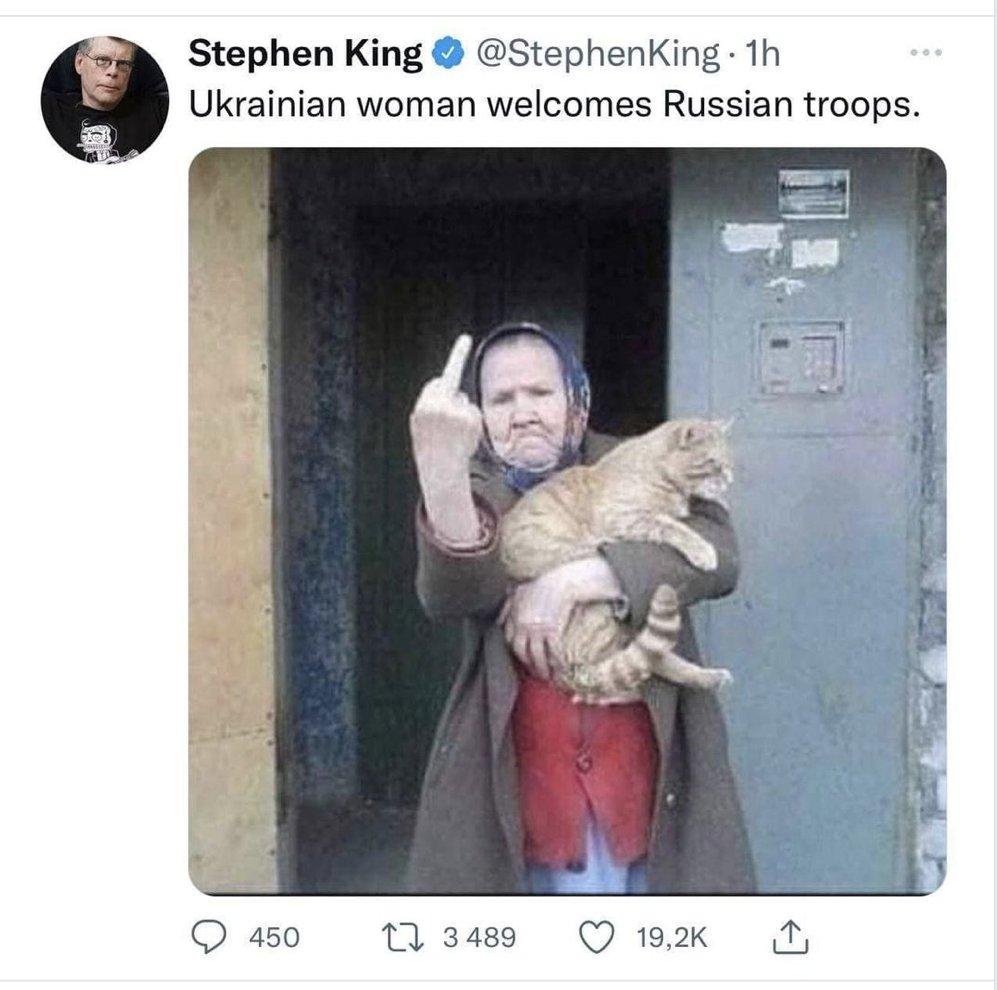 Stephen King @StephenKing · 1h
Ukrainian woman welcomes Russian troops.
450 3 489 19,2K